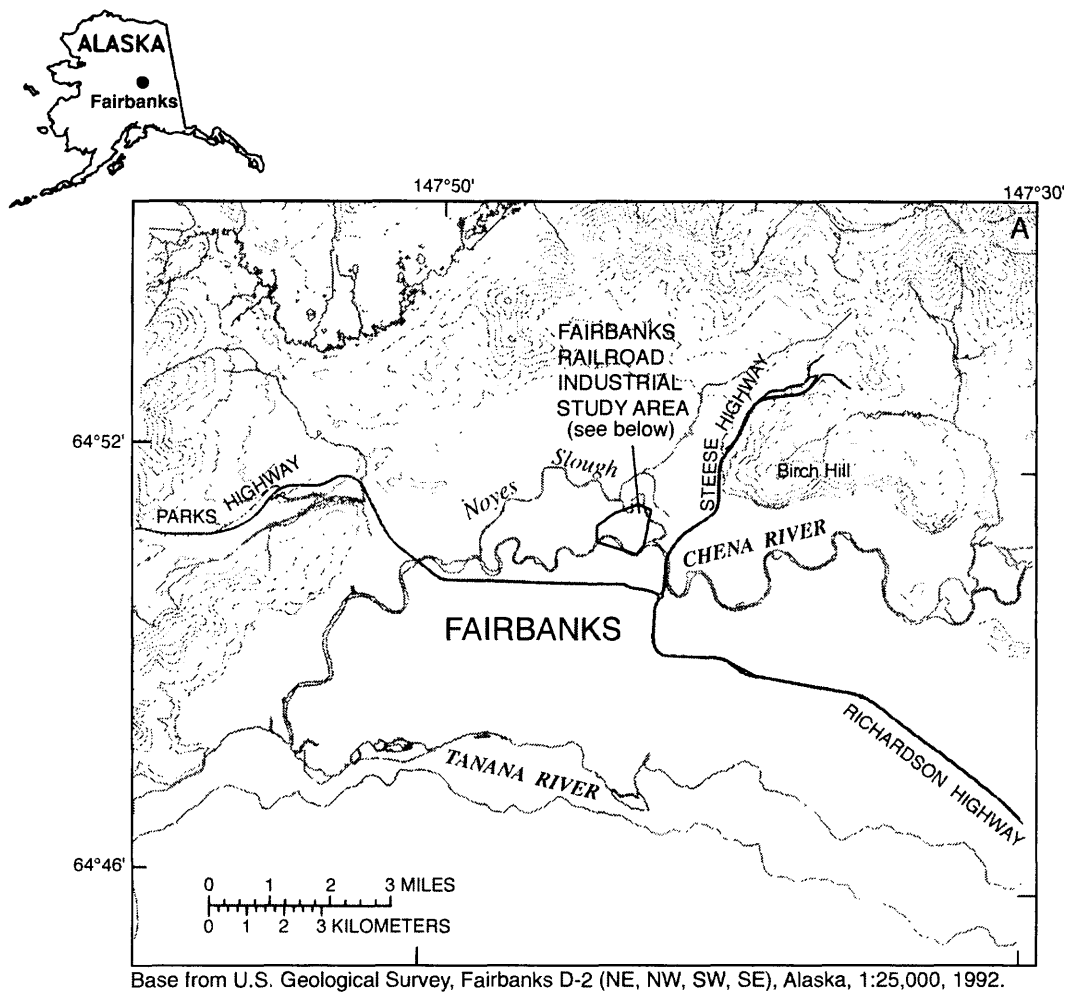 ALASKA
Fairbanks
147°50'
147°30'
A
FAIRBANKS
RAILROAD
INDUSTRIAL
STUDY AREA
(see below)
64°52'
STEESE HIGHWAY
Birch Hill
Noyes Slough
PARKS HIGHWAY
CHENA RIVER
FAIRBANKS
RICHARDSON HIGHWAY
TANANA RIVER
64°46'
0 1 2 3 MILES
0 1 2 3 KILOMETERS
Base from U.S. Geological Survey, Fairbanks D-2 (NE, NW, SW, SE), Alaska, 1:25,000, 1992.